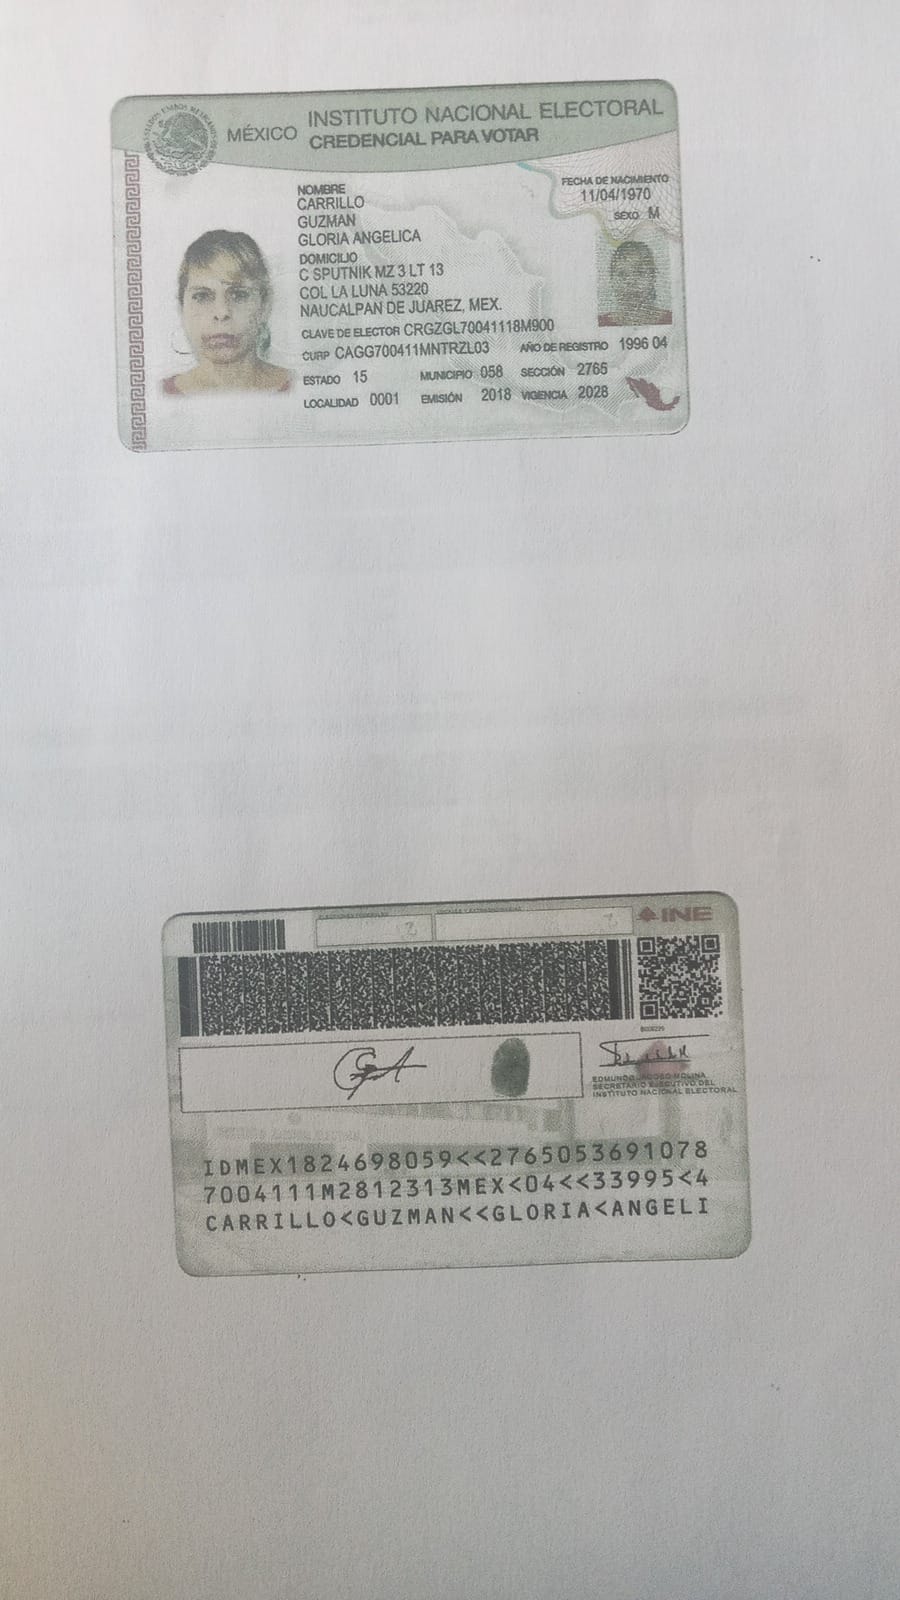 MÉXICO INSTITUTO NACIONAL ELECTORAL
CREDENCIAL PARA VOTAR
NOMBRE
CARRILLO
GUZMAN
GLORIA ANGELICA
FECHA DE NACIMIENTO
11/04/1970
SEXO M
DOMICILIO
C SPUTNIK MZ 3 LT 13
COL LA LUNA 53220
NAUCALPAN DE JUAREZ, MEX.
CLAVE DE ELECTOR CRGZGL70041118M900
CURP CAGG700411MNTRZL03 AÑO DE REGISTRO 1996 04
ESTADO 15 MUNICIPIO 058 SECCIÓN 2765
LOCALIDAD 0001 EMISIÓN 2018 VIGENCIA 2028
INE
EDMUNDO JACOBO MOLINA
SECRETARIO EJECUTIVO DEL
INSTITUTO NACIONAL ELECTORAL
IDMEX1824698059<<2765053691078
7004111M2812313MEX<04<<33995<4
CARRILLO<GUZMAN<<GLORIA<ANGELI